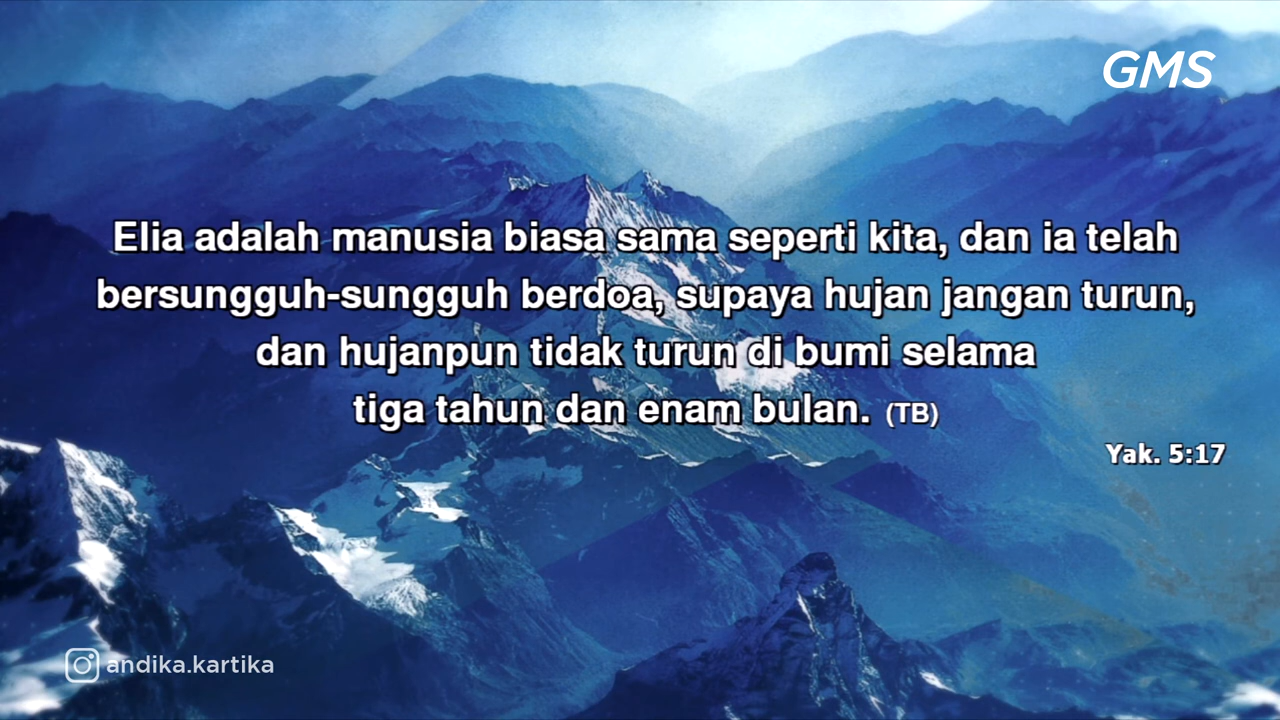 GMS
Elia adalah manusia biasa sama seperti kita, dan ia telah
bersungguh-sungguh berdoa, supaya hujan jangan turun,
dan hujanpun tidak turun di bumi selama
tiga tahun dan enam bulan. (TB)
Yak. 5:17
andika.kartika